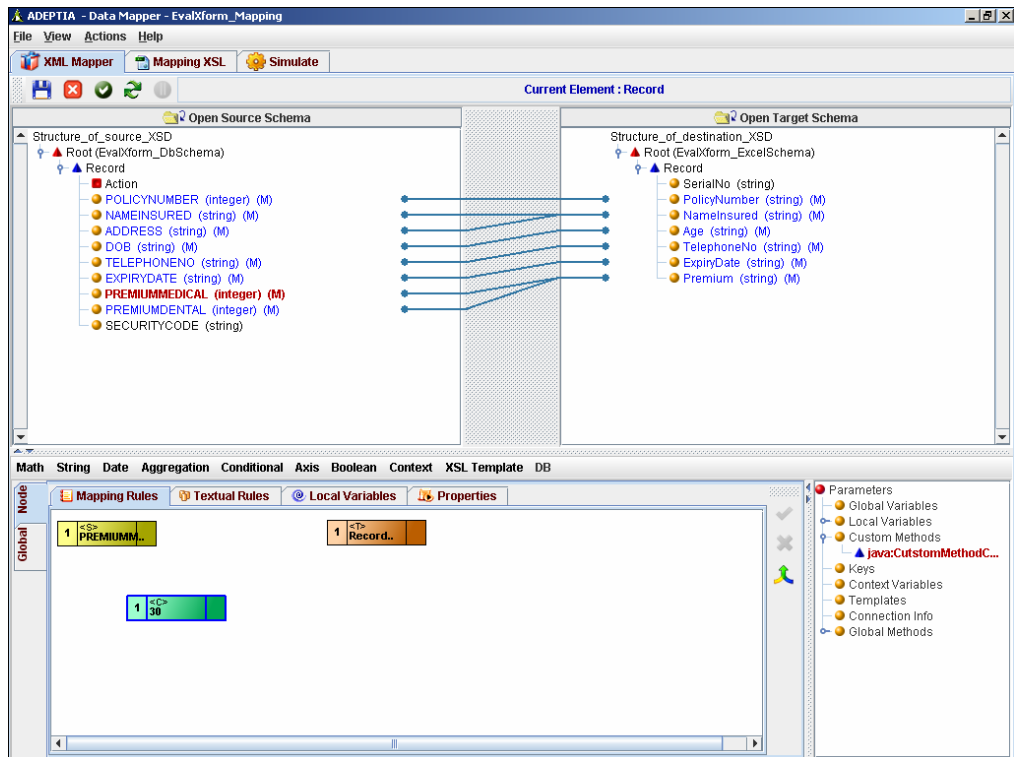 ADEPTIA - Data Mapper - EvalXform_Mapping
File View Actions Help
XML Mapper Mapping XSL Simulate
Current Element : Record
Open Source Schema Open Target Schema
Structure_of_source_XSD Structure_of_destination_XSD
Root (EvalXform_DbSchema) Root (EvalXform_ExcelSchema)
Record Record
Action SerialNo (string)
POLICYNUMBER (integer) (M) PolicyNumber (string) (M)
NAMEINSURED (string) (M) NameInsured (string) (M)
ADDRESS (string) (M) Age (string) (M)
DOB (string) (M) TelephoneNo (string) (M)
TELEPHONENO (string) (M) ExpiryDate (string) (M)
EXPIRYDATE (string) (M) Premium (string) (M)
PREMIUMMEDICAL (integer) (M)
PREMIUMDENTAL (integer) (M)
SECURITYCODE (string)
Math String Date Aggregation Conditional Axis Boolean Context XSL Template DB
Node
Global
Mapping Rules Textual Rules Local Variables Properties
1 <S> PREMIUMM..
1 <T> Record..
1 <C> 30
Parameters
Global Variables
Local Variables
Custom Methods
java:CutstomMethodC...
Keys
Context Variables
Templates
Connection Info
Global Methods